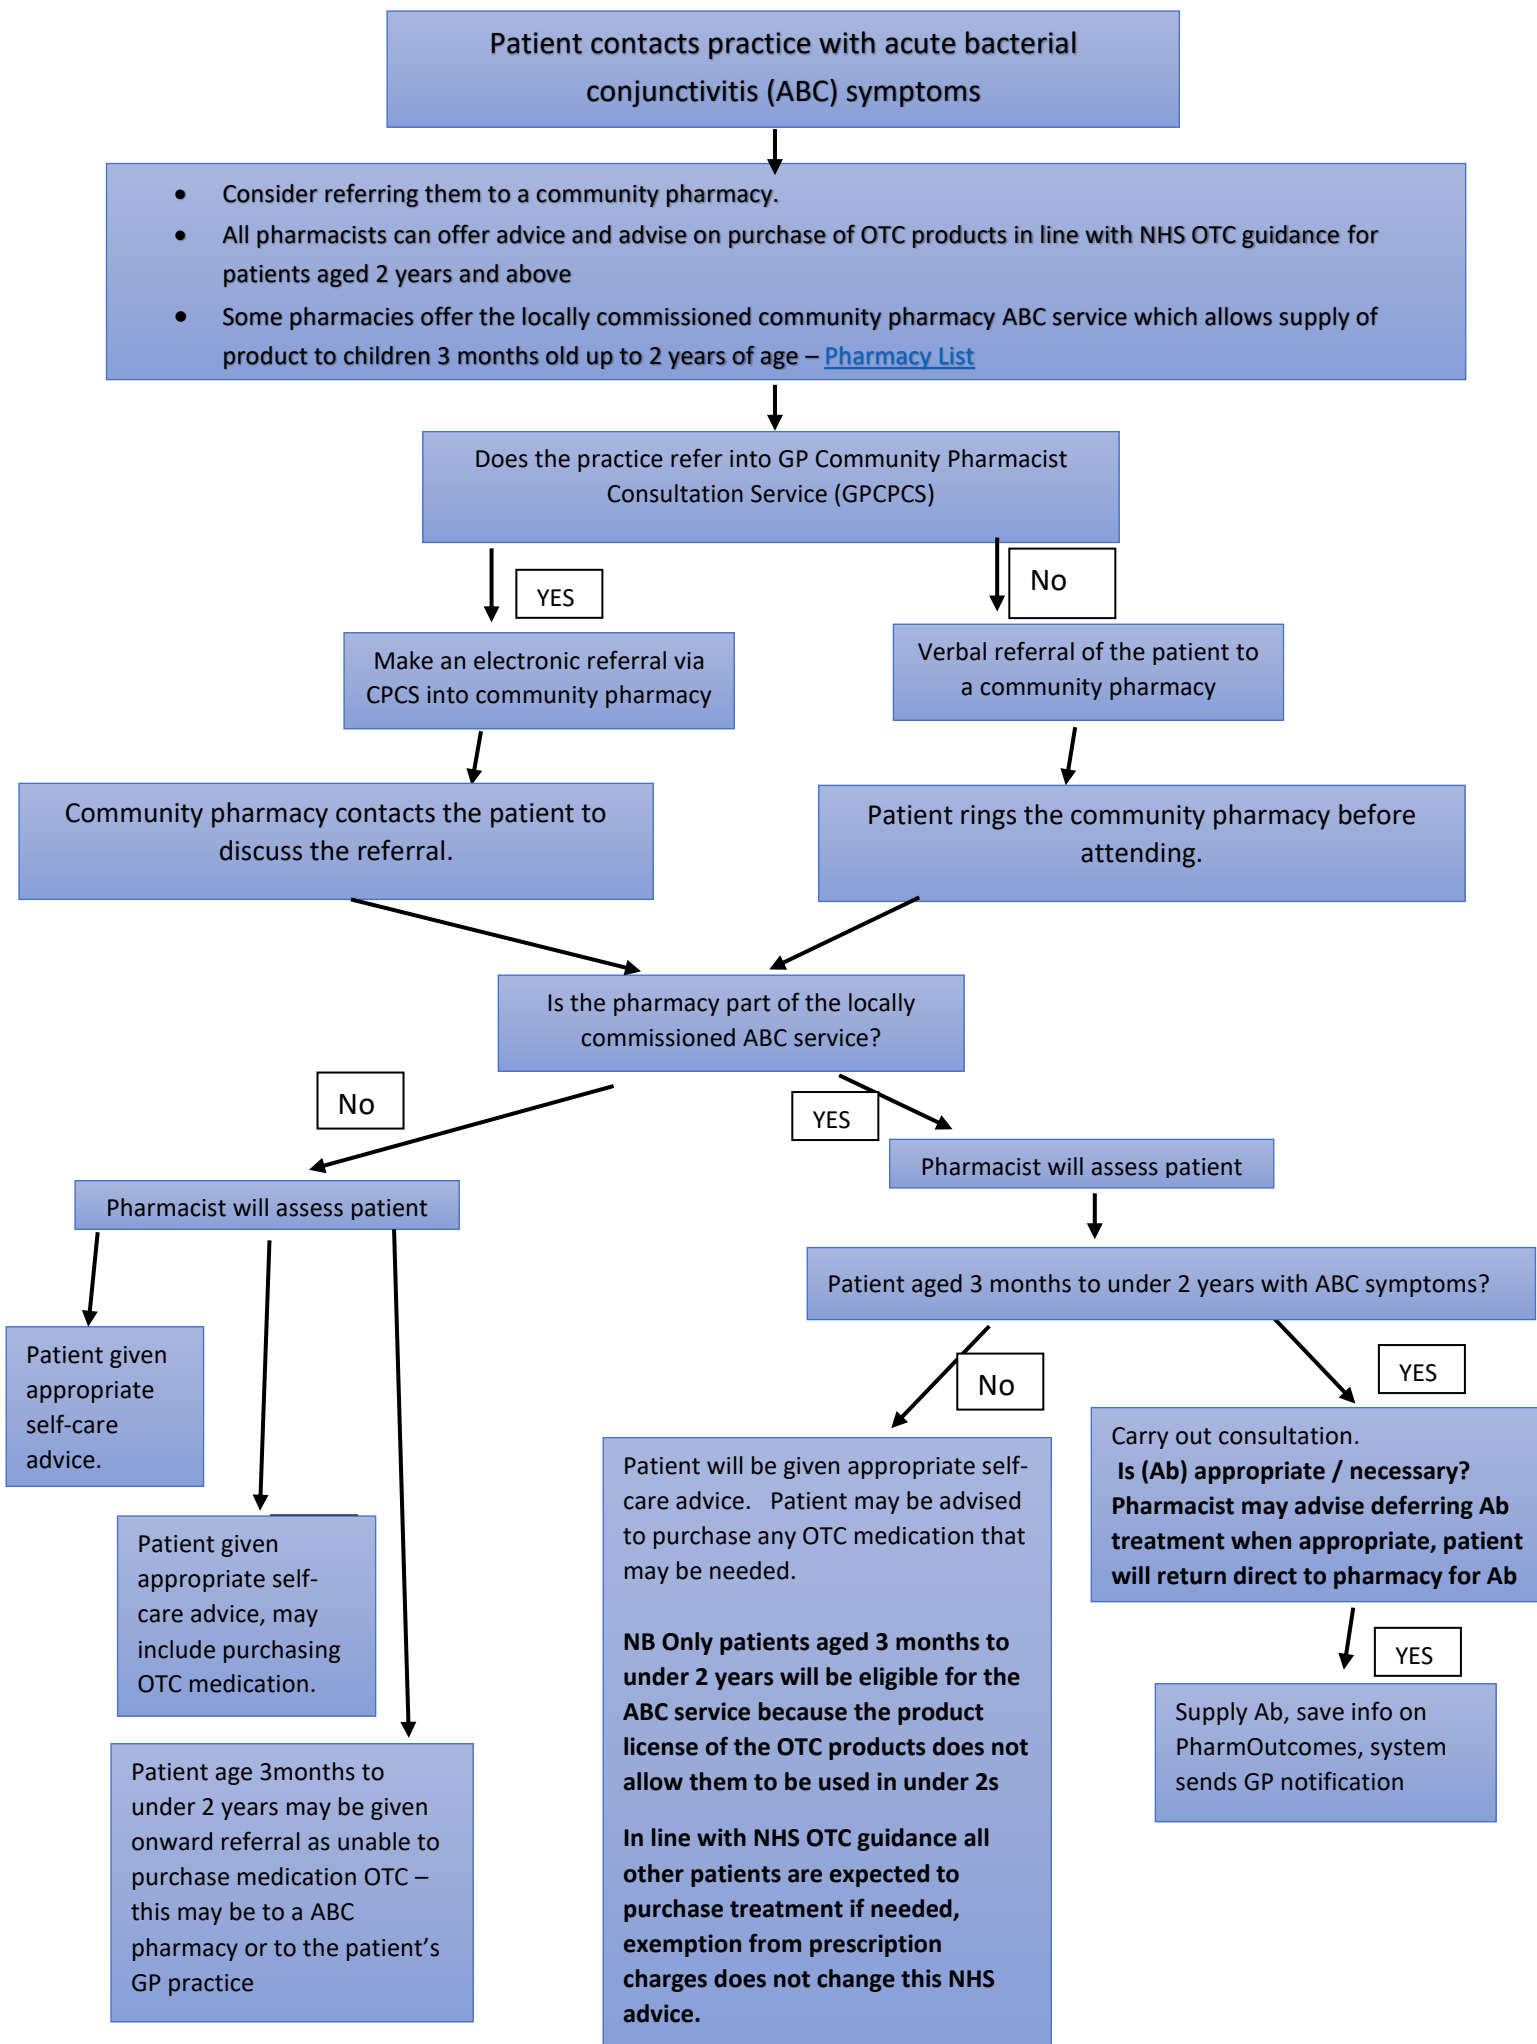 Patient contacts practice with acute bacterial
conjunctivitis (ABC) symptoms
• Consider referring them to a community pharmacy.
• All pharmacists can offer advice and advise on purchase of OTC products in line with NHS OTC guidance for
patients aged 2 years and above
• Some pharmacies offer the locally commissioned community pharmacy ABC service which allows supply of
product to children 3 months old up to 2 years of age – Pharmacy List
Does the practice refer into GP Community Pharmacist
Consultation Service (GPCPCS)
YES
No
Make an electronic referral via
CPCS into community pharmacy
Verbal referral of the patient to
a community pharmacy
Community pharmacy contacts the patient to
discuss the referral.
Patient rings the community pharmacy before
attending.
Is the pharmacy part of the locally
commissioned ABC service?
No
YES
Pharmacist will assess patient
Pharmacist will assess patient
Patient aged 3 months to under 2 years with ABC symptoms?
No
YES
Patient given
appropriate
self-care
advice.
Patient given
appropriate self-
care advice, may
include purchasing
OTC medication.
Patient age 3months to
under 2 years may be given
onward referral as unable to
purchase medication OTC –
this may be to a ABC
pharmacy or to the patient's
GP practice
Patient will be given appropriate self-
care advice.   Patient may be advised
to purchase any OTC medication that
may be needed.
NB Only patients aged 3 months to
under 2 years will be eligible for the
ABC service because the product
license of the OTC products does not
allow them to be used in under 2s
In line with NHS OTC guidance all
other patients are expected to
purchase treatment if needed,
exemption from prescription
charges does not change this NHS
advice.
Carry out consultation.
Is (Ab) appropriate / necessary?
Pharmacist may advise deferring Ab
treatment when appropriate, patient
will return direct to pharmacy for Ab
YES
Supply Ab, save info on
PharmOutcomes, system
sends GP notification